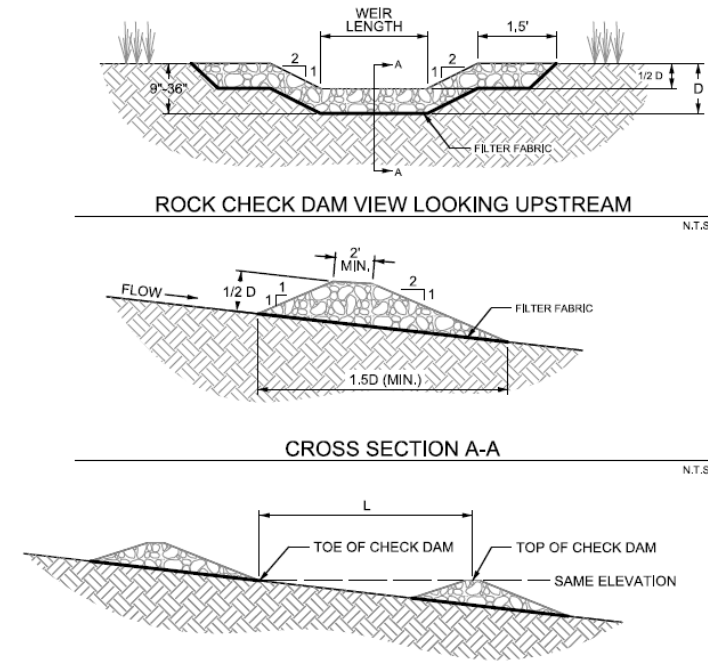 WEIR
LENGTH
1,5'
2
1
2
1
A
9"-36"
1/2 D
D
FILTER FABRIC
A
ROCK CHECK DAM VIEW LOOKING UPSTREAM
N.T.S
2'
MIN.
FLOW
1/2 D
1
1
2
1
FILTER FABRIC
1.5D (MIN.)
CROSS SECTION A-A
N.T.S
L
TOE OF CHECK DAM
TOP OF CHECK DAM
SAME ELEVATION